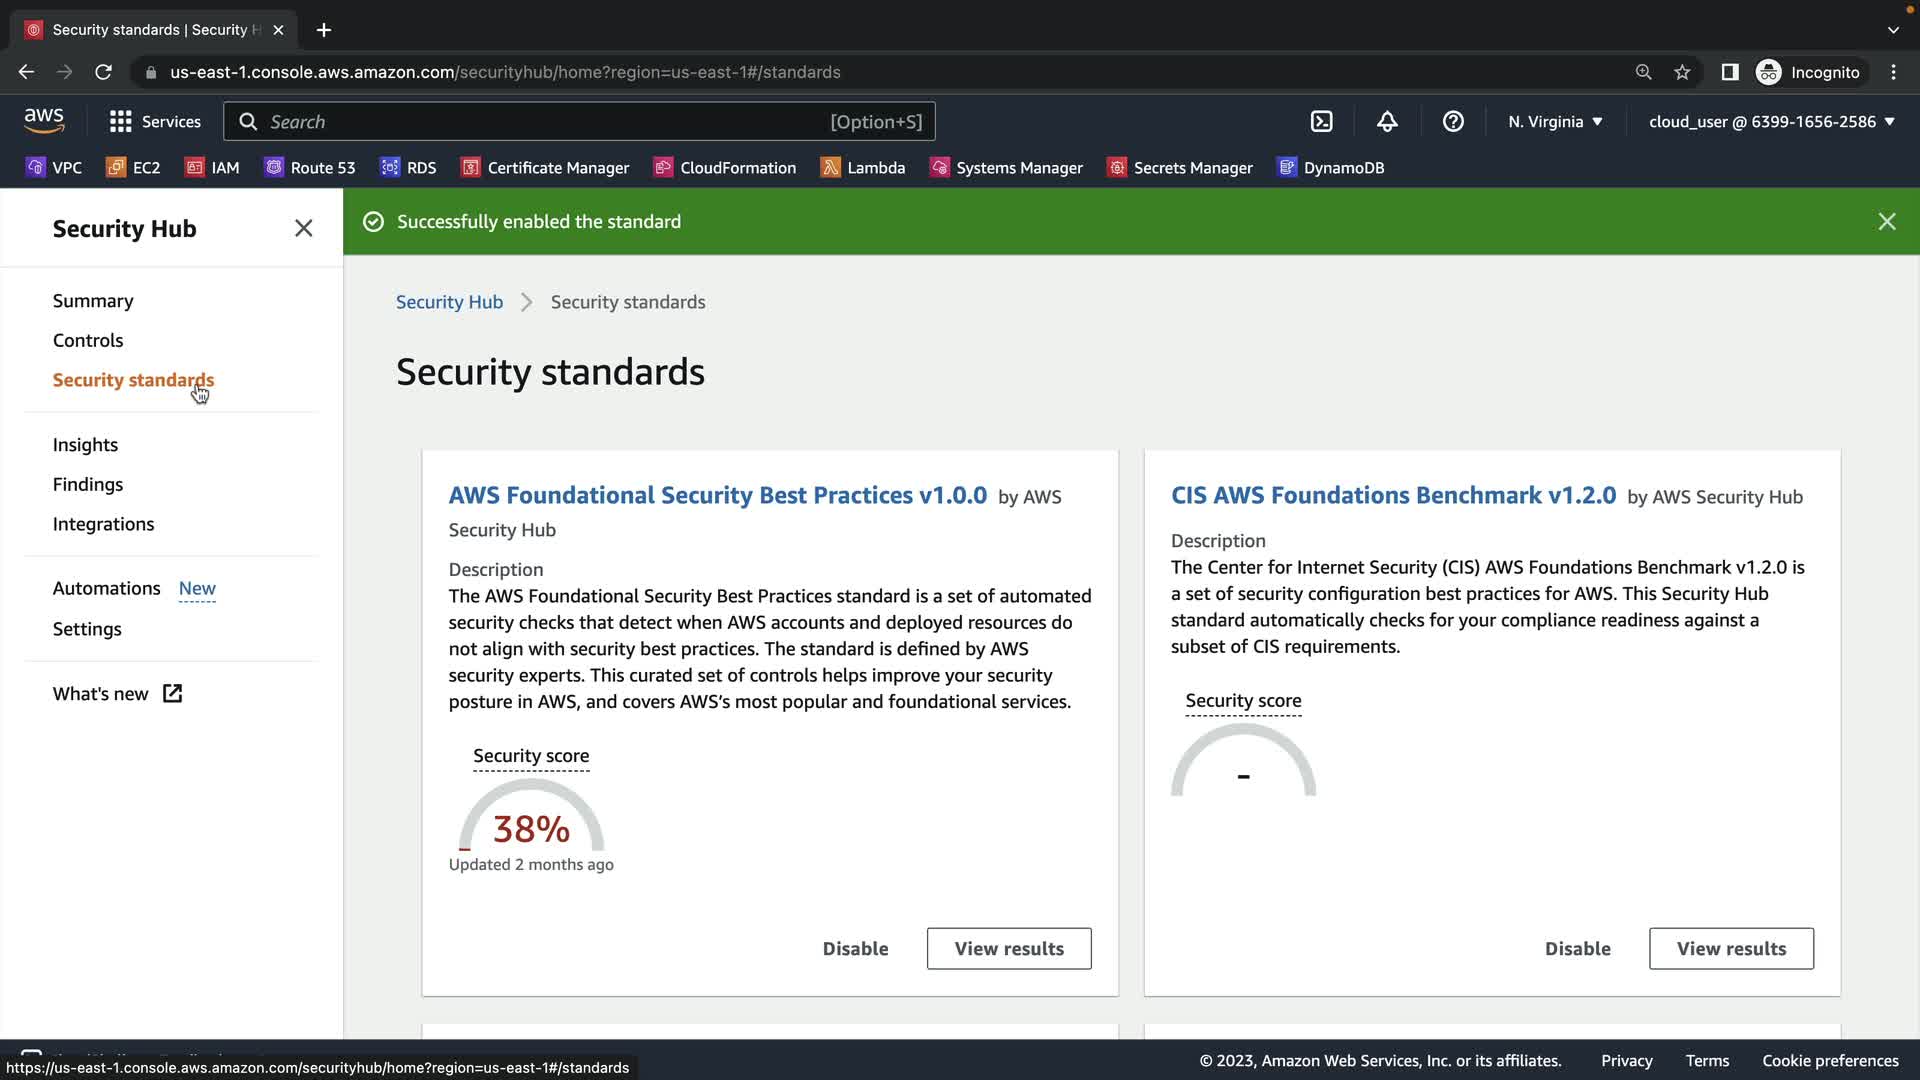 Security standards | Security H
us-east-1.console.aws.amazon.com/securityhub/home?region=us-east-1#/standards
Incognito
aws
Services
Search
[Option+S]
N. Virginia
cloud_user @ 6399-1656-2586
VPC
EC2
IAM
Route 53
RDS
Certificate Manager
CloudFormation
Lambda
Systems Manager
Secrets Manager
DynamoDB
Security Hub
Successfully enabled the standard
Summary
Controls
Security standards
Insights
Findings
Integrations
Automations New
Settings
What's new
Security Hub
Security standards
Security standards
AWS Foundational Security Best Practices v1.0.0 by AWS
Security Hub
Description
The AWS Foundational Security Best Practices standard is a set of automated
security checks that detect when AWS accounts and deployed resources do
not align with security best practices. The standard is defined by AWS
security experts. This curated set of controls helps improve your security
posture in AWS, and covers AWS’s most popular and foundational services.
Security score
38%
Updated 2 months ago
Disable
View results
CIS AWS Foundations Benchmark v1.2.0 by AWS Security Hub
Description
The Center for Internet Security (CIS) AWS Foundations Benchmark v1.2.0 is
a set of security configuration best practices for AWS. This Security Hub
standard automatically checks for your compliance readiness against a
subset of CIS requirements.
Security score
-
Disable
View results
https://us-east-1.console.aws.amazon.com/securityhub/home?region=us-east-1#/standards
© 2023, Amazon Web Services, Inc. or its affiliates.
Privacy
Terms
Cookie preferences